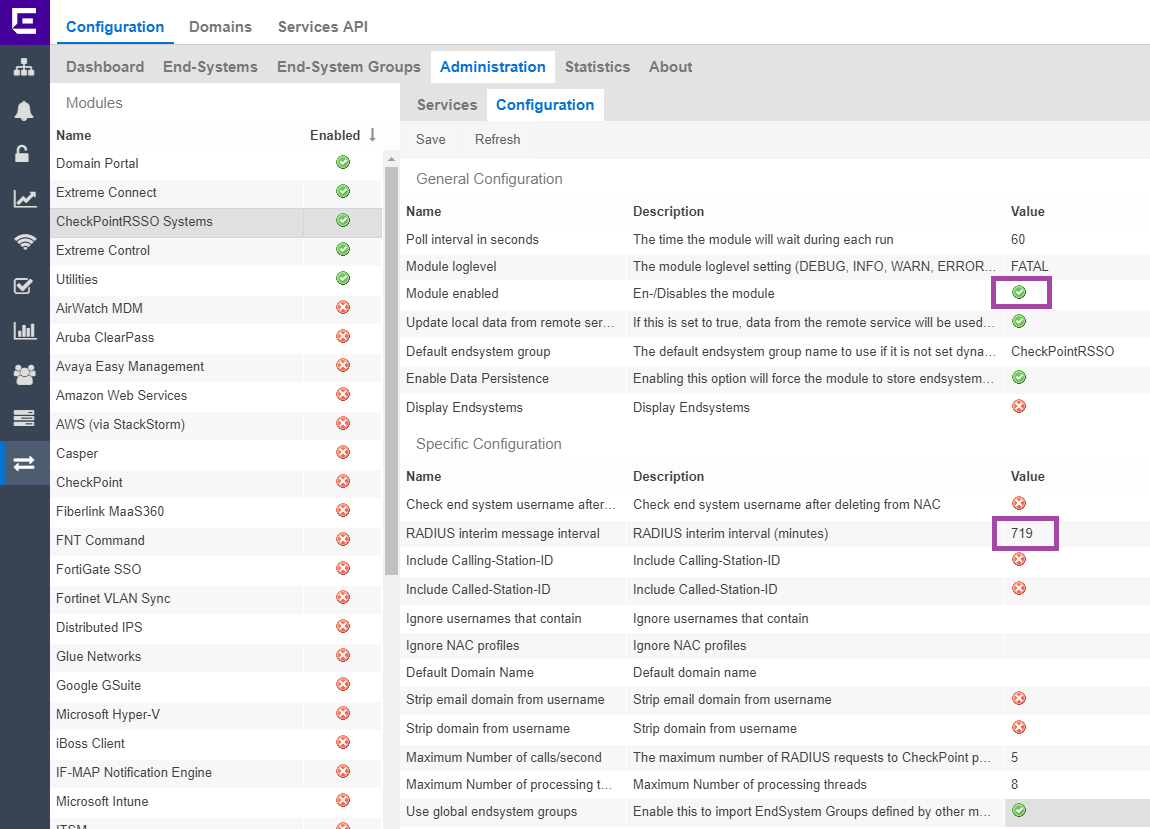 Configuration Domains Services API
Dashboard End-Systems End-System Groups Administration Statistics About
Modules
Name Enabled
Domain Portal
Extreme Connect
CheckPointRSSO Systems
Extreme Control
Utilities
AirWatch MDM
Aruba ClearPass
Avaya Easy Management
Amazon Web Services
AWS (via StackStorm)
Casper
CheckPoint
Fiberlink MaaS360
FNT Command
FortiGate SSO
Fortinet VLAN Sync
Distributed IPS
Glue Networks
Google GSuite
Microsoft Hyper-V
iBoss Client
IF-MAP Notification Engine
Microsoft Intune
ITSM
Services Configuration
Save Refresh
General Configuration
Name Description Value
Poll interval in seconds The time the module will wait during each run 60
Module loglevel The module loglevel setting (DEBUG, INFO, WARN, ERROR... FATAL
Module enabled En-/Disables the module
Update local data from remote ser... If this is set to true, data from the remote service will be used...
Default endsystem group The default endsystem group name to use if it is not set dyna... CheckPointRSSO
Enable Data Persistence Enabling this option will force the module to store endsystem...
Display Endsystems Display Endsystems
Specific Configuration
Name Description Value
Check end system username after... Check end system username after deleting from NAC
RADIUS interim message interval RADIUS interim interval (minutes) 719
Include Calling-Station-ID Include Calling-Station-ID
Include Called-Station-ID Include Called-Station-ID
Ignore usernames that contain Ignore usernames that contain
Ignore NAC profiles Ignore NAC profiles
Default Domain Name Default domain name
Strip email domain from username Strip email domain from username
Strip domain from username Strip domain from username
Maximum Number of calls/second The maximum number of RADIUS requests to CheckPoint p... 5
Maximum Number of processing t... Maximum Number of processing threads 8
Use global endsystem groups Enable this to import EndSystem Groups defined by other m...